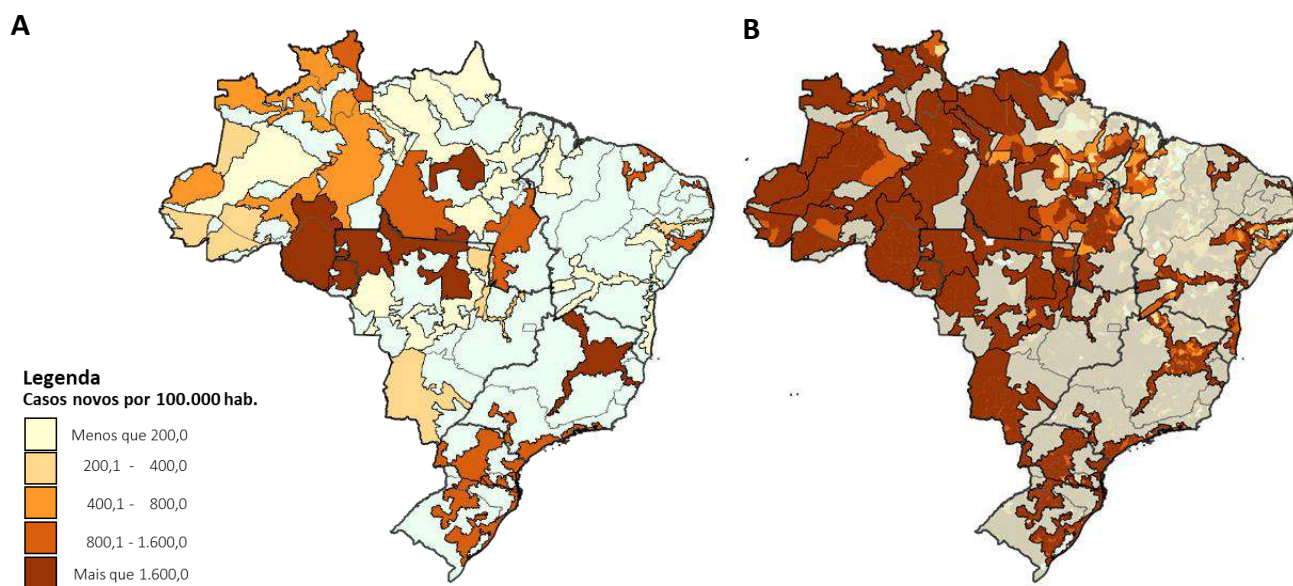 A
B
Legenda
Casos novos por 100.000 hab.
Menos que 200,0
200,1 - 400,0
400,1 - 800,0
800,1 - 1.600,0
Mais que 1.600,0